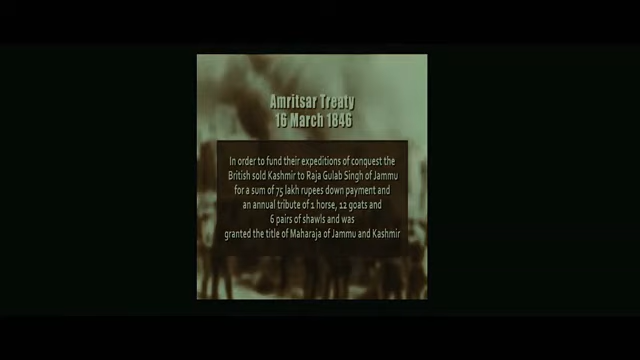 Amritsar Treaty
16 March 1846
In order to fund their expeditions of conquest the
British sold Kashmir to Raja Gulab Singh of Jammu
for a sum of 75 lakh rupees down payment and
an annual tribute of 1 horse, 12 goats and
6 pairs of shawls and was
granted the title of Maharaja of Jammu and Kashmir